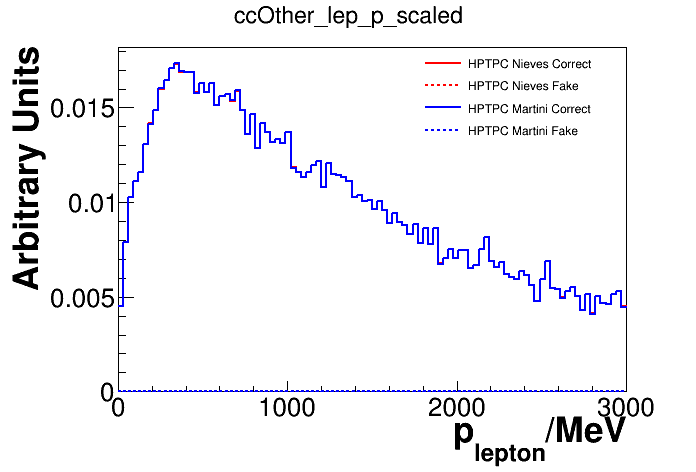 ccOther_lep_p_scaled
Arbitrary Units
HPTPC Nieves Correct
HPTPC Nieves Fake
HPTPC Martini Correct
HPTPC Martini Fake
0.015
0.01
0.005
0
0 1000 2000 3000
p_lepton/MeV